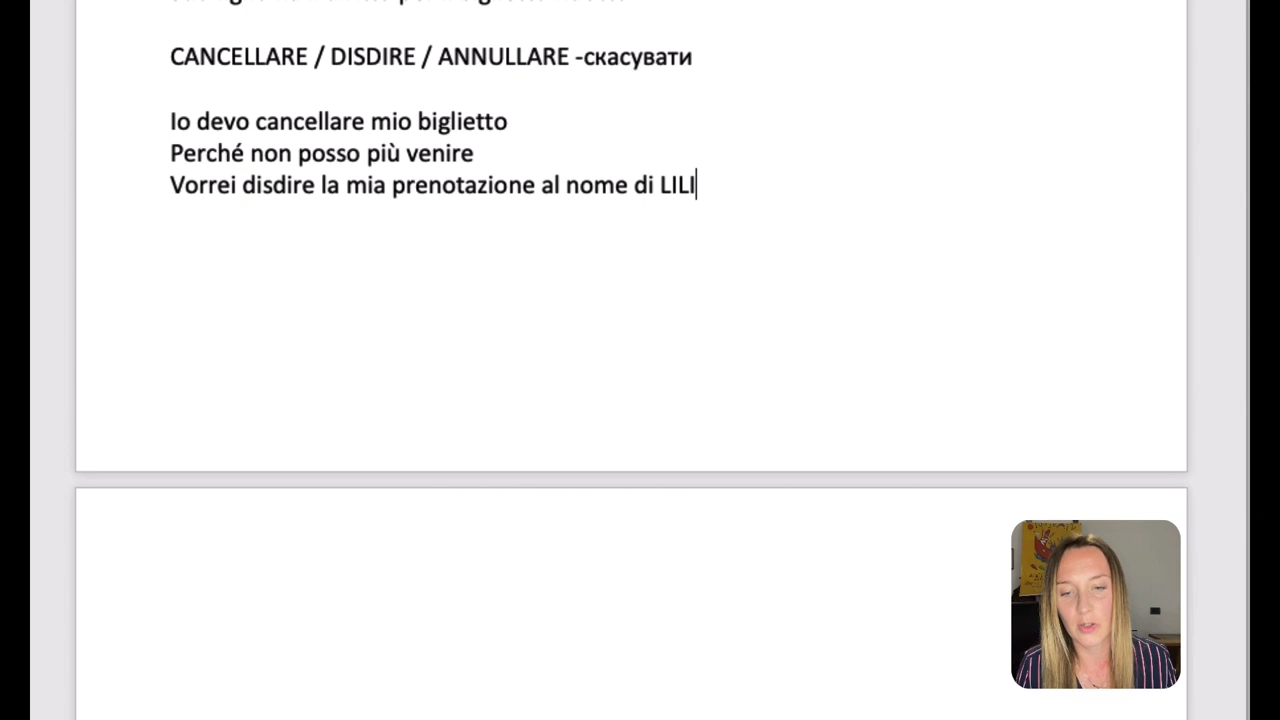 CANCELLARE / DISDIRE / ANNULLARE -скасувати
Io devo cancellare mio biglietto
Perché non posso più venire
Vorrei disdire la mia prenotazione al nome di LILI